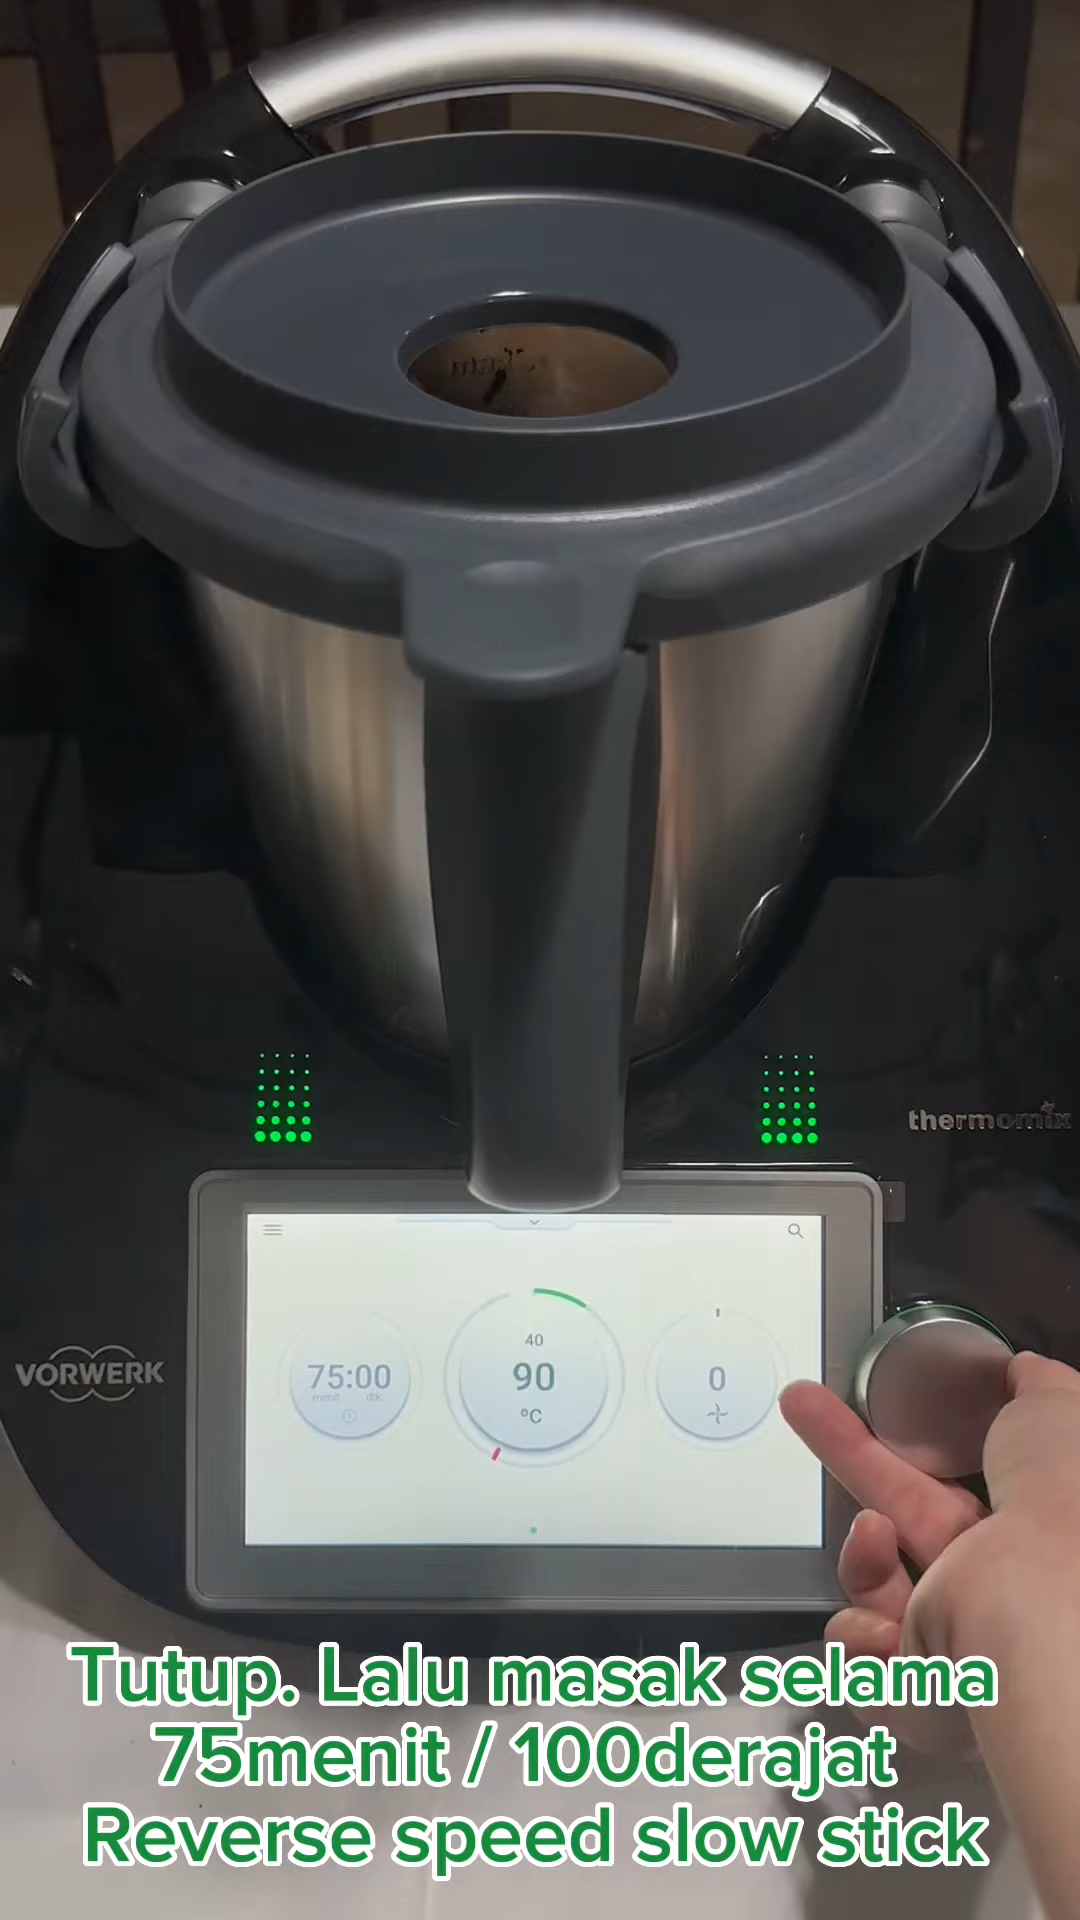 thermomix
VORWERK
75:00
menit dtk
40
90
°C
0
Tutup. Lalu masak selama
75menit / 100derajat
Reverse speed slow stick